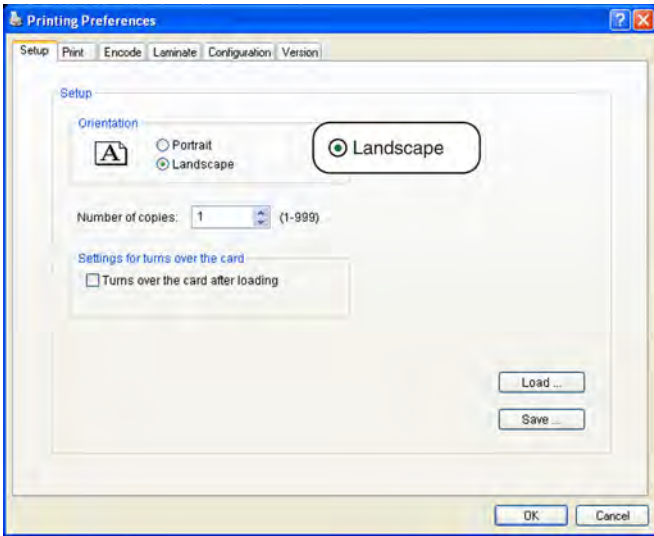 Printing Preferences
Setup Print Encode Laminate Configuration Version
Setup
Orientation
A
Portrait
Landscape
Landscape
Number of copies: 1 (1-999)
Settings for turns over the card
Turns over the card after loading
Load ...
Save ...
OK Cancel